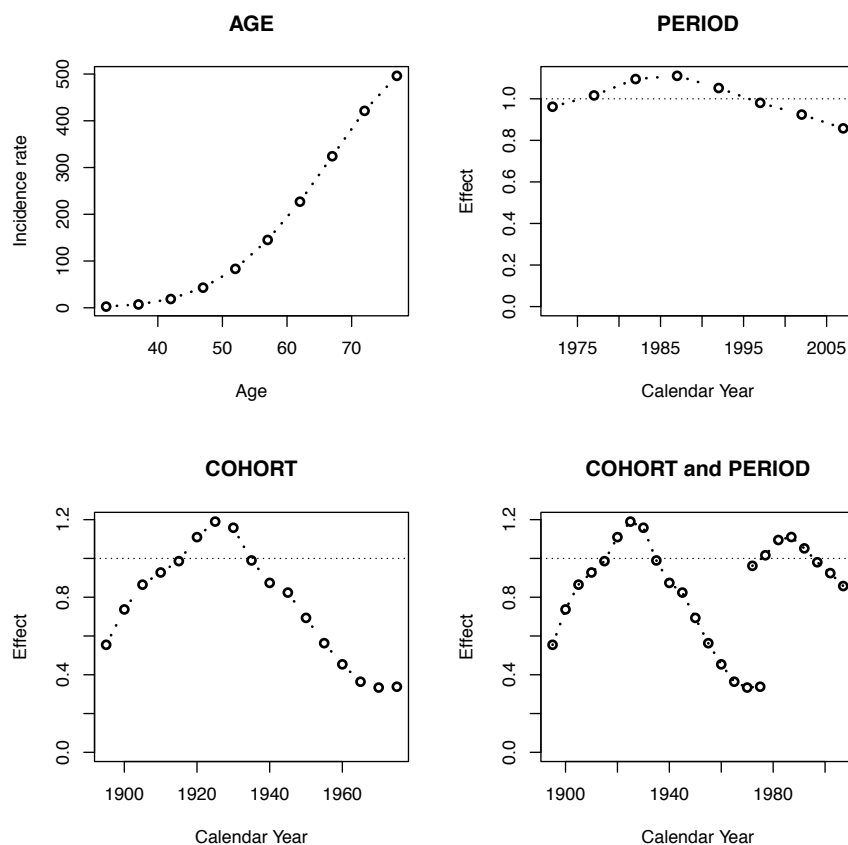 AGE
Incidence rate
0
100
200
300
400
500
40
50
60
70
Age
PERIOD
Effect
0.0
0.2
0.4
0.6
0.8
1.0
1975
1985
1995
2005
Calendar Year
COHORT
Effect
0.0
0.4
0.8
1.2
1900
1920
1940
1960
Calendar Year
COHORT and PERIOD
Effect
0.0
0.4
0.8
1.2
1900
1940
1980
Calendar Year